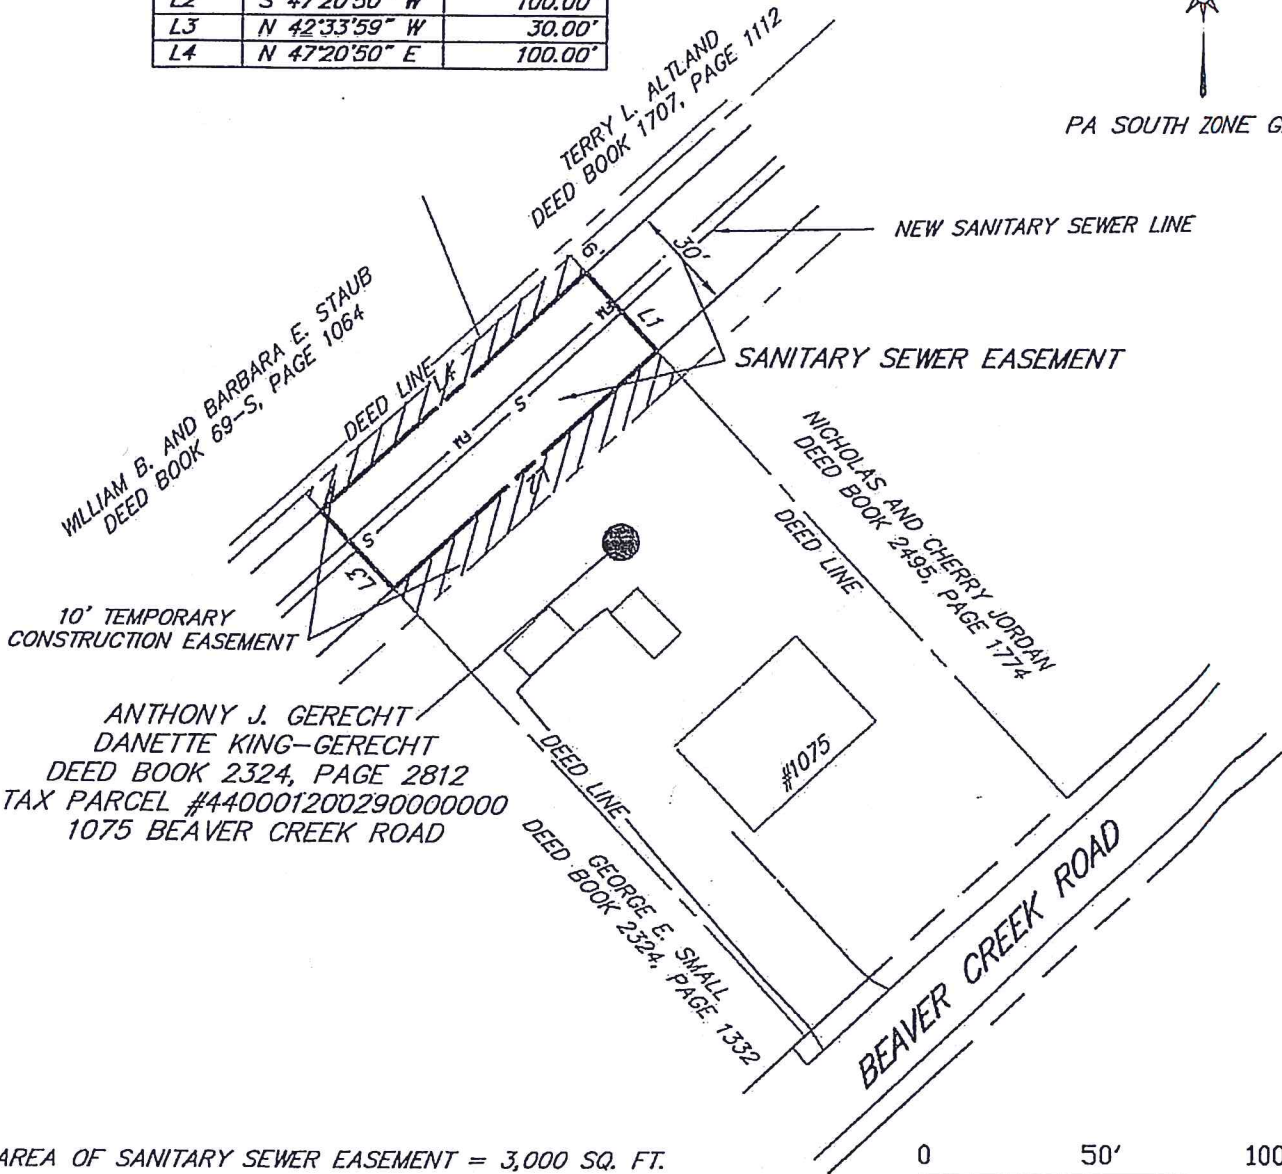 L2 S 47°20'50" W 100.00'
L3 N 42°33'59" W 30.00'
L4 N 47°20'50" E 100.00'
PA SOUTH ZONE G
TERRY L. ALTLAND
DEED BOOK 1707, PAGE 1112
NEW SANITARY SEWER LINE
6'
30'
WILLIAM B. AND BARBARA E. STAUB
DEED BOOK 69-S, PAGE 1064
L1
SANITARY SEWER EASEMENT
DEED LINE
L4
S
S
L2
L3
NICHOLAS AND CHERRY JORDAN
DEED BOOK 2495, PAGE 1774
DEED LINE
10' TEMPORARY
CONSTRUCTION EASEMENT
ANTHONY J. GERECHT
DANETTE KING-GERECHT
DEED BOOK 2324, PAGE 2812
TAX PARCEL #440001200290000000
1075 BEAVER CREEK ROAD
#1075
DEED LINE
GEORGE E. SMALL
DEED BOOK 2324, PAGE 1332
BEAVER CREEK ROAD
AREA OF SANITARY SEWER EASEMENT = 3,000 SQ. FT.
0 50' 100